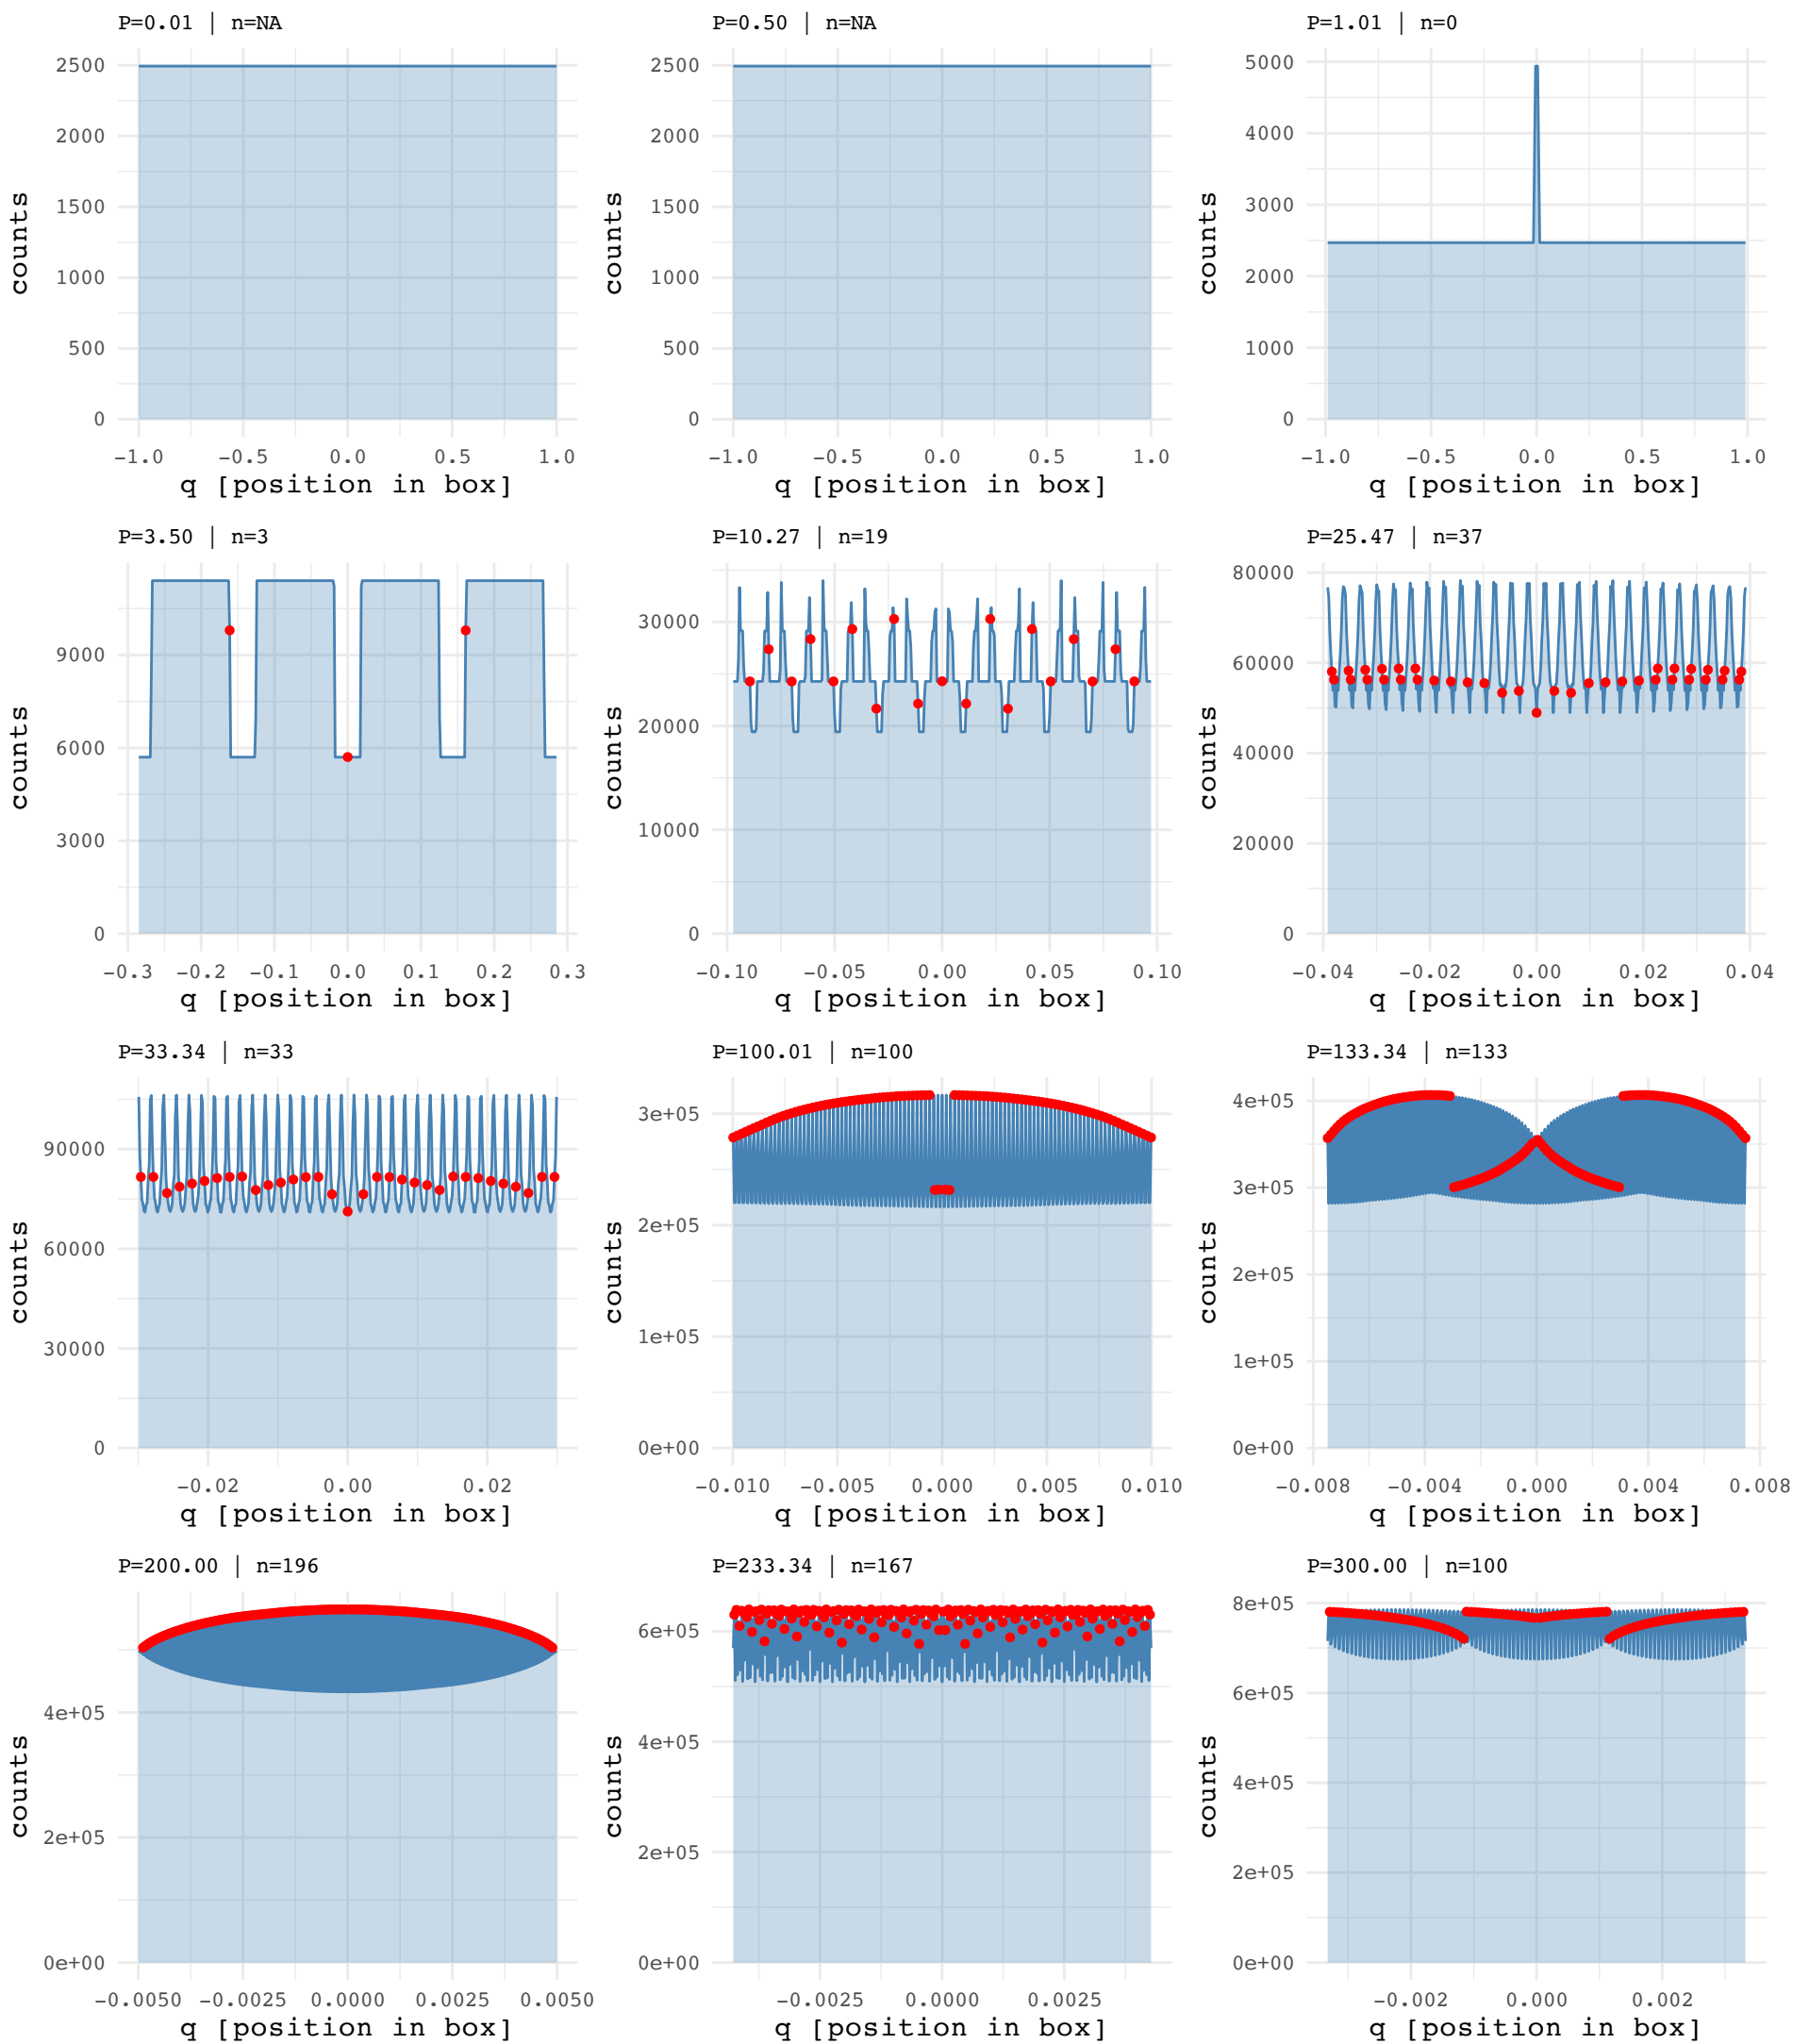 P=0.01 | n=NA
2500
2000
1500
1000
500
0
counts
-1.0 -0.5 0.0 0.5 1.0
q [position in box]
P=0.50 | n=NA
2500
2000
1500
1000
500
0
counts
-1.0 -0.5 0.0 0.5 1.0
q [position in box]
P=1.01 | n=0
5000
4000
3000
2000
1000
0
counts
-1.0 -0.5 0.0 0.5 1.0
q [position in box]
P=3.50 | n=3
9000
6000
3000
0
counts
-0.3 -0.2 -0.1 0.0 0.1 0.2 0.3
q [position in box]
P=10.27 | n=19
30000
20000
10000
0
counts
-0.10 -0.05 0.00 0.05 0.10
q [position in box]
P=25.47 | n=37
80000
60000
40000
20000
0
counts
-0.04 -0.02 0.00 0.02 0.04
q [position in box]
P=33.34 | n=33
90000
60000
30000
0
counts
-0.02 0.00 0.02
q [position in box]
P=100.01 | n=100
3e+05
2e+05
1e+05
0e+00
counts
-0.010 -0.005 0.000 0.005 0.010
q [position in box]
P=133.34 | n=133
4e+05
3e+05
2e+05
1e+05
0e+00
counts
-0.008 -0.004 0.000 0.004 0.008
q [position in box]
P=200.00 | n=196
4e+05
2e+05
0e+00
counts
-0.0050 -0.0025 0.0000 0.0025 0.0050
q [position in box]
P=233.34 | n=167
6e+05
4e+05
2e+05
0e+00
counts
-0.0025 0.0000 0.0025
q [position in box]
P=300.00 | n=100
8e+05
6e+05
4e+05
2e+05
0e+00
counts
-0.002 0.000 0.002
q [position in box]